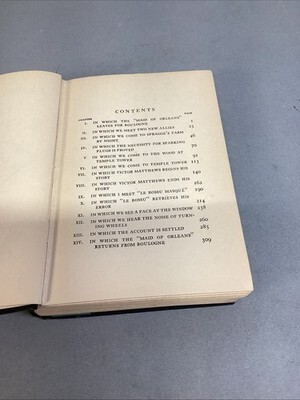 CONTENTS
CHAPTER PAGE
I. IN WHICH THE "MAID OF ORLEANS" LEAVES FOR BOULOGNE 1
II. IN WHICH WE MEET TWO NEW ALLIES 15
III. IN WHICH WE COME TO SPRAGGE'S FARM BY NIGHT 46
IV. IN WHICH THE NECESSITY FOR SPARKING PLUGS IS PROVED 70
V. IN WHICH WE COME TO THE WOOD AT TEMPLE TOWER 92
VI. IN WHICH WE COME TO TEMPLE TOWER 113
VII. IN WHICH VICTOR MATTHEWS BEGINS HIS STORY 140
VIII. IN WHICH VICTOR MATTHEWS ENDS HIS STORY 162
IX. IN WHICH I MEET "LE BOSSU MASQUÉ" 190
X. IN WHICH "LE BOSSU" RETRIEVES HIS ERROR 214
XI. IN WHICH WE SEE A FACE AT THE WINDOW 238
XII. IN WHICH WE HEAR THE NOISE OF TURNING WHEELS 260
XIII. IN WHICH THE ACCOUNT IS SETTLED 285
XIV. IN WHICH THE "MAID OF ORLEANS" RETURNS FROM BOULOGNE 309